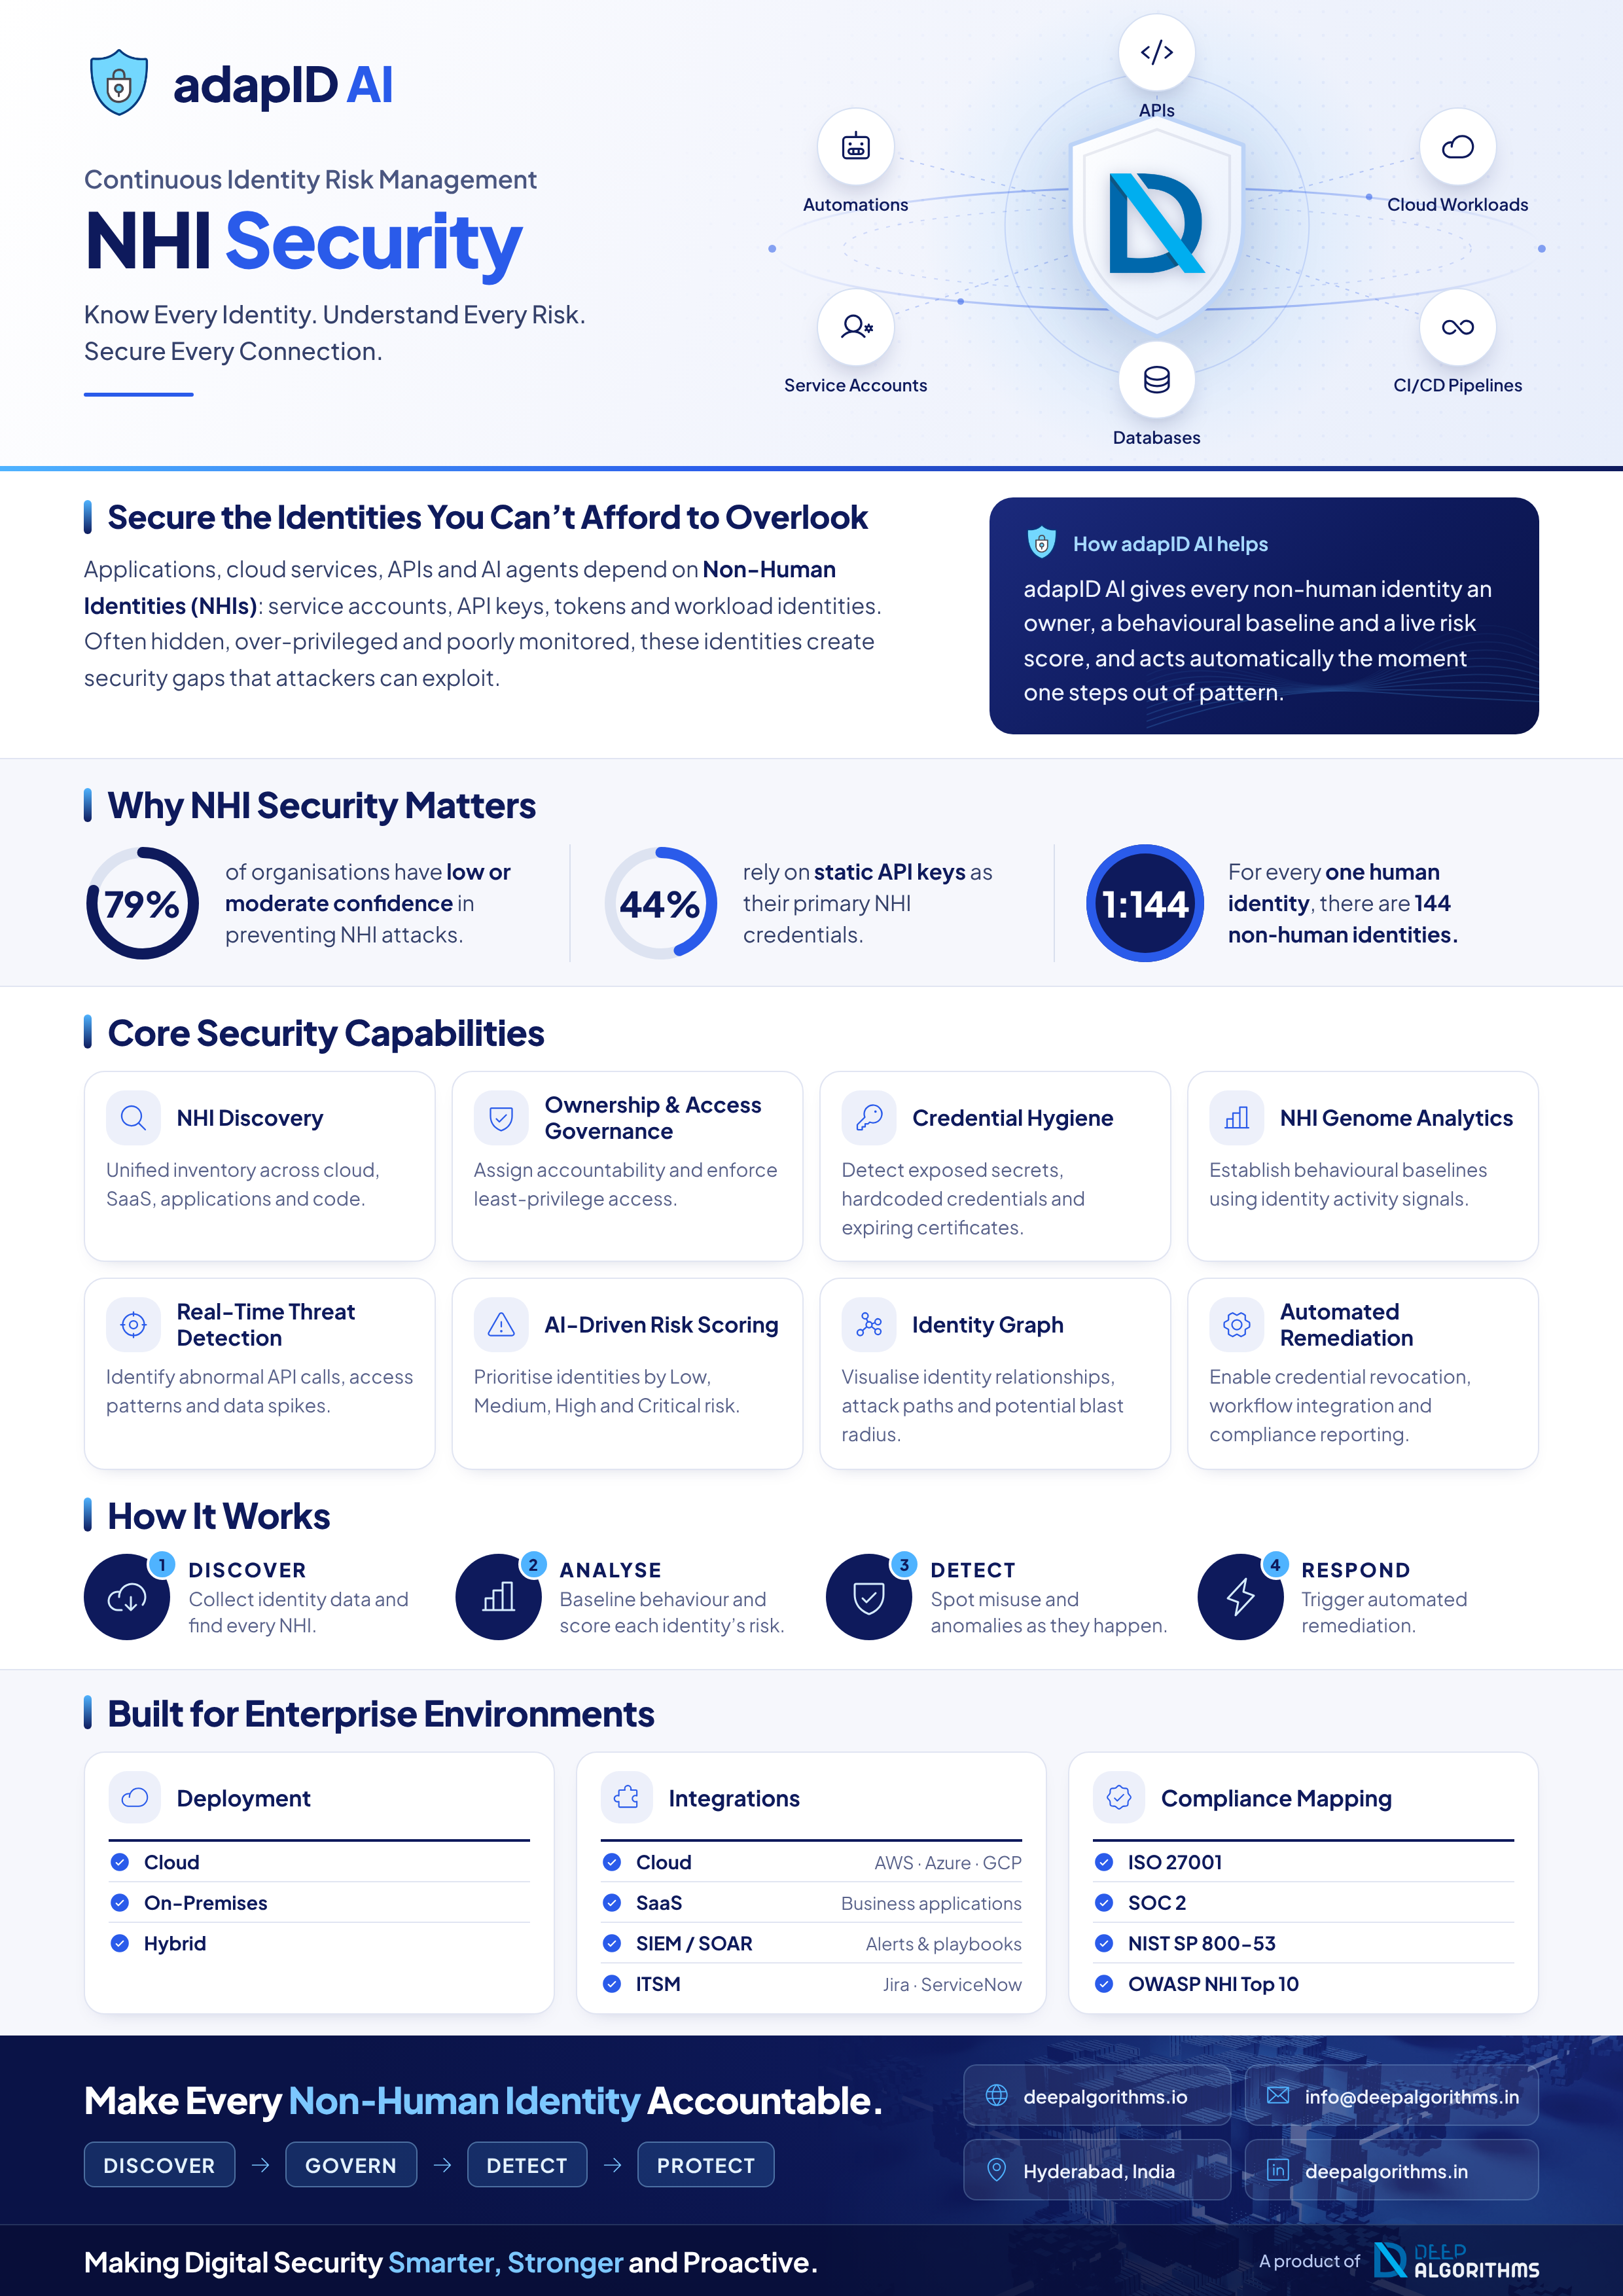 adapID AI
Continuous Identity Risk Management
NHI Security
Know Every Identity. Understand Every Risk.
Secure Every Connection.
</>
APIs
Automations
Cloud Workloads
Service Accounts
CI/CD Pipelines
Databases
Secure the Identities You Can’t Afford to Overlook
Applications, cloud services, APIs and AI agents depend on Non-Human
Identities (NHIs): service accounts, API keys, tokens and workload identities.
Often hidden, over-privileged and poorly monitored, these identities create
security gaps that attackers can exploit.
How adapID AI helps
adapID AI gives every non-human identity an
owner, a behavioural baseline and a live risk
score, and acts automatically the moment
one steps out of pattern.
Why NHI Security Matters
79%
of organisations have low or
moderate confidence in
preventing NHI attacks.
44%
rely on static API keys as
their primary NHI
credentials.
1:144
For every one human
identity, there are 144
non-human identities.
Core Security Capabilities
NHI Discovery
Unified inventory across cloud,
SaaS, applications and code.
Ownership & Access
Governance
Assign accountability and enforce
least-privilege access.
Credential Hygiene
Detect exposed secrets,
hardcoded credentials and
expiring certificates.
NHI Genome Analytics
Establish behavioural baselines
using identity activity signals.
Real-Time Threat
Detection
Identify abnormal API calls, access
patterns and data spikes.
AI-Driven Risk Scoring
Prioritise identities by Low,
Medium, High and Critical risk.
Identity Graph
Visualise identity relationships,
attack paths and potential blast
radius.
Automated
Remediation
Enable credential revocation,
workflow integration and
compliance reporting.
How It Works
1
DISCOVER
Collect identity data and
find every NHI.
2
ANALYSE
Baseline behaviour and
score each identity’s risk.
3
DETECT
Spot misuse and
anomalies as they happen.
4
RESPOND
Trigger automated
remediation.
Built for Enterprise Environments
Deployment
Cloud
On-Premises
Hybrid
Integrations
Cloud AWS · Azure · GCP
SaaS Business applications
SIEM / SOAR Alerts & playbooks
ITSM Jira · ServiceNow
Compliance Mapping
ISO 27001
SOC 2
NIST SP 800-53
OWASP NHI Top 10
Make Every Non-Human Identity Accountable.
DISCOVER → GOVERN → DETECT → PROTECT
deepalgorithms.io
info@deepalgorithms.in
Hyderabad, India
in deepalgorithms.in
Making Digital Security Smarter, Stronger and Proactive.
A product of
DEEP
ALGORITHMS